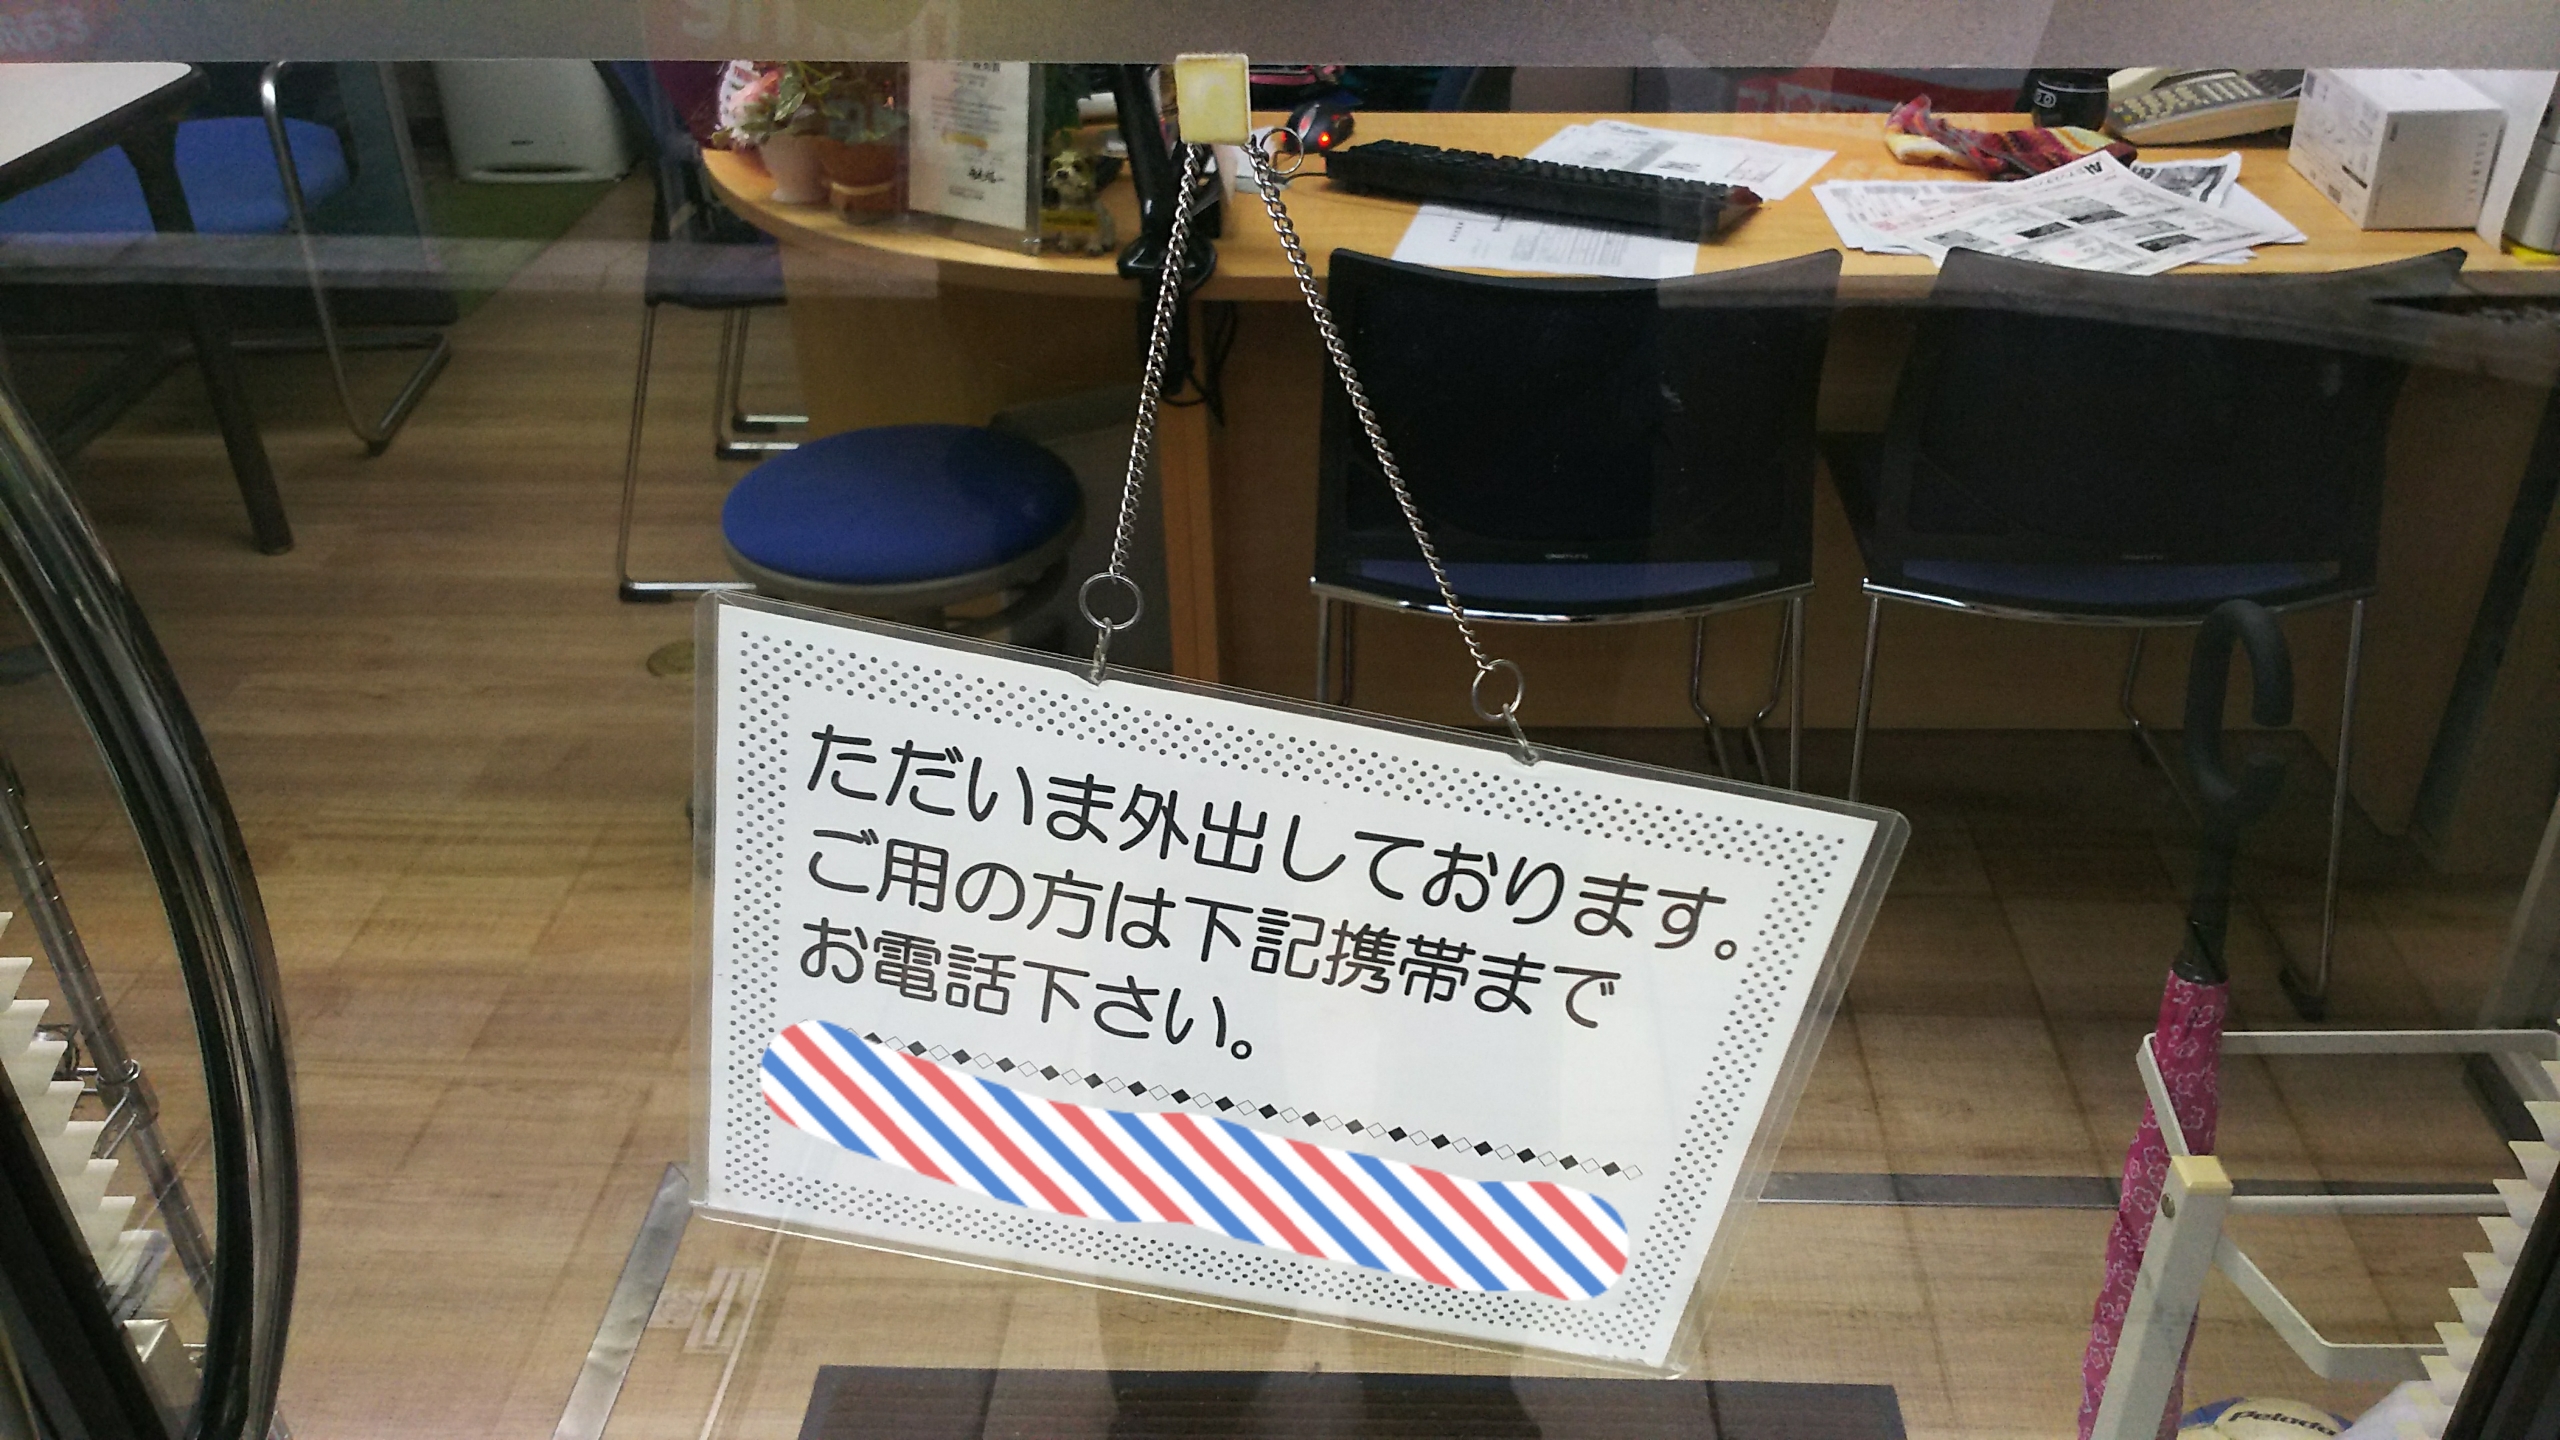 ただいま外出しております。
ご用の方は下記携帯まで
お電話下さい。
Pelada